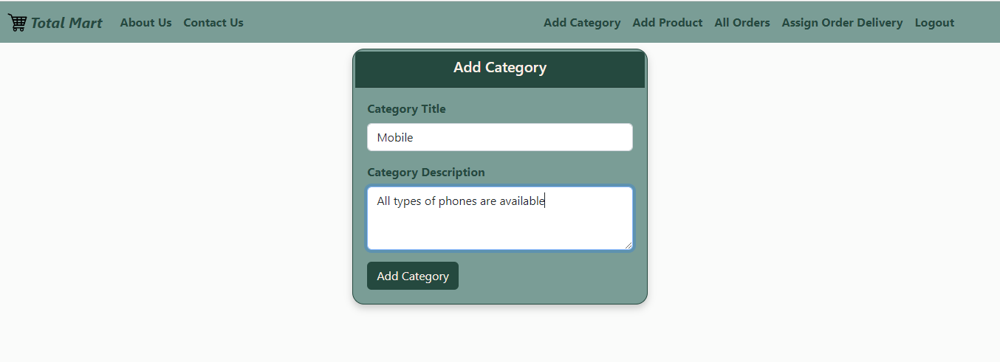 Total Mart About Us Contact Us Add Category Add Product All Orders Assign Order Delivery Logout
Add Category
Category Title
Mobile
Category Description
All types of phones are available
Add Category